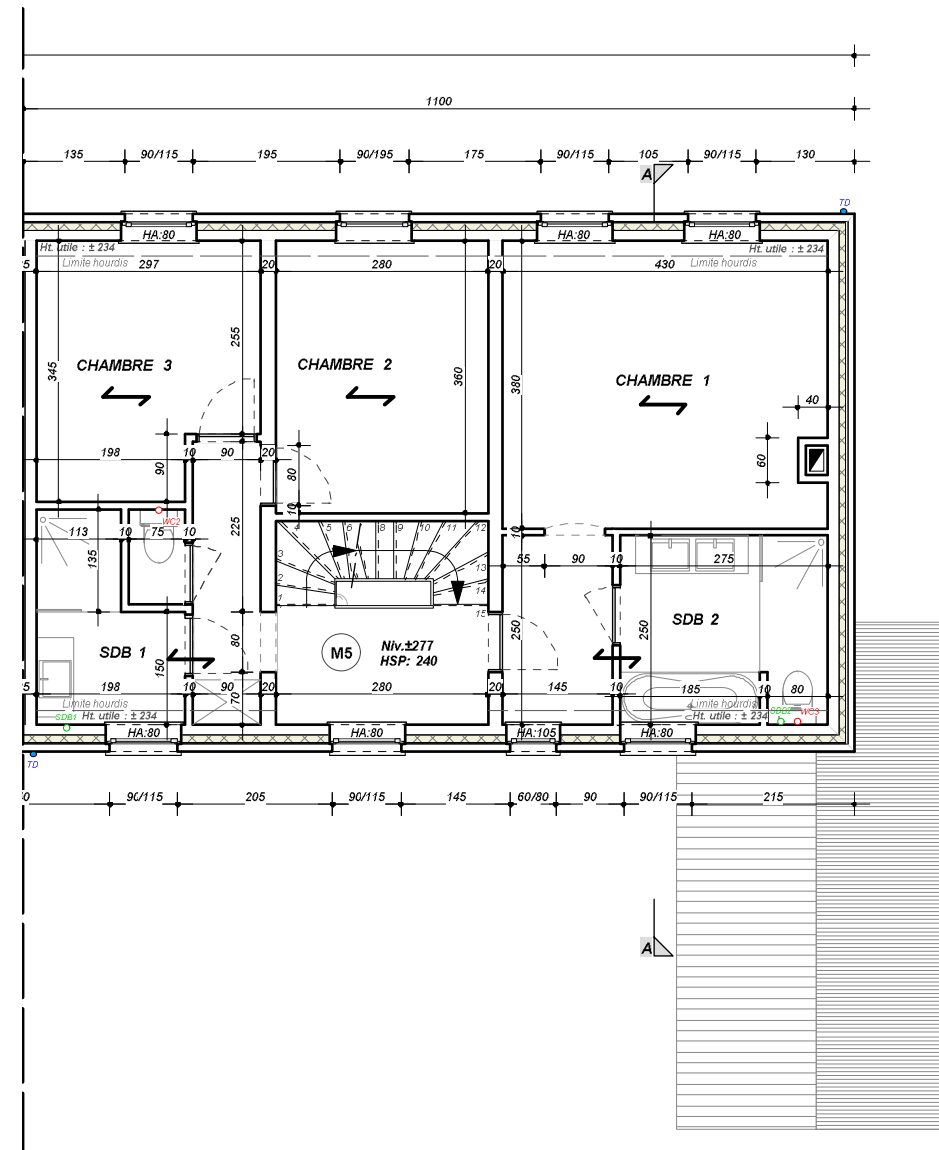 1100
135 90/115 195 90/195 175 90/115 105 90/115 130
A
TD
HA:80 HA:80 HA:80
Ht. utile : ± 234 Ht. utile : ± 234
Limite hourdis Limite hourdis
297 20 280 20 430
255
345
360
380
CHAMBRE 3 CHAMBRE 2 CHAMBRE 1
40
60
198 10 90 20
90
80
10
WC2
113 10 75 10
135
225
4 5 6 7 8 9 10 11 12
3 13
2 14
1 15
10
55 90 10 275
250
250
SDB 1
M5
Niv.±277
HSP: 240
SDB 2
80
150
198 10 90 20 280 20 145 10 185 10 80
70
Limite hourdis Limite hourdis
SDB1 Ht. utile : ± 234 Ht. utile : ± 234 SDB2 WC3
HA:80 HA:80 HA:105 HA:80
TD
90/115 205 90/115 145 60/80 90 90/115 215
A